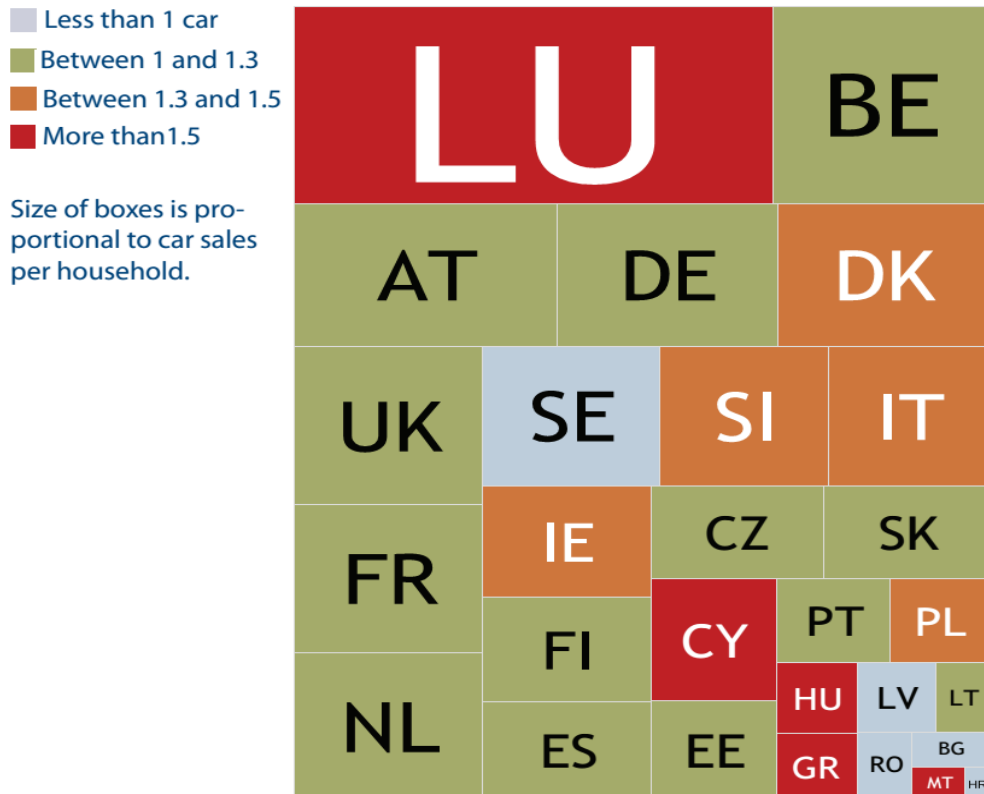 Less than 1 car
Between 1 and 1.3
Between 1.3 and 1.5
More than1.5
Size of boxes is pro-
portional to car sales
per household.
LU
BE
AT
DE
DK
UK
SE
SI
IT
FR
IE
CZ
SK
NL
FI
CY
PT
PL
ES
EE
HU
LV
LT
GR
RO
BG
MT
HR